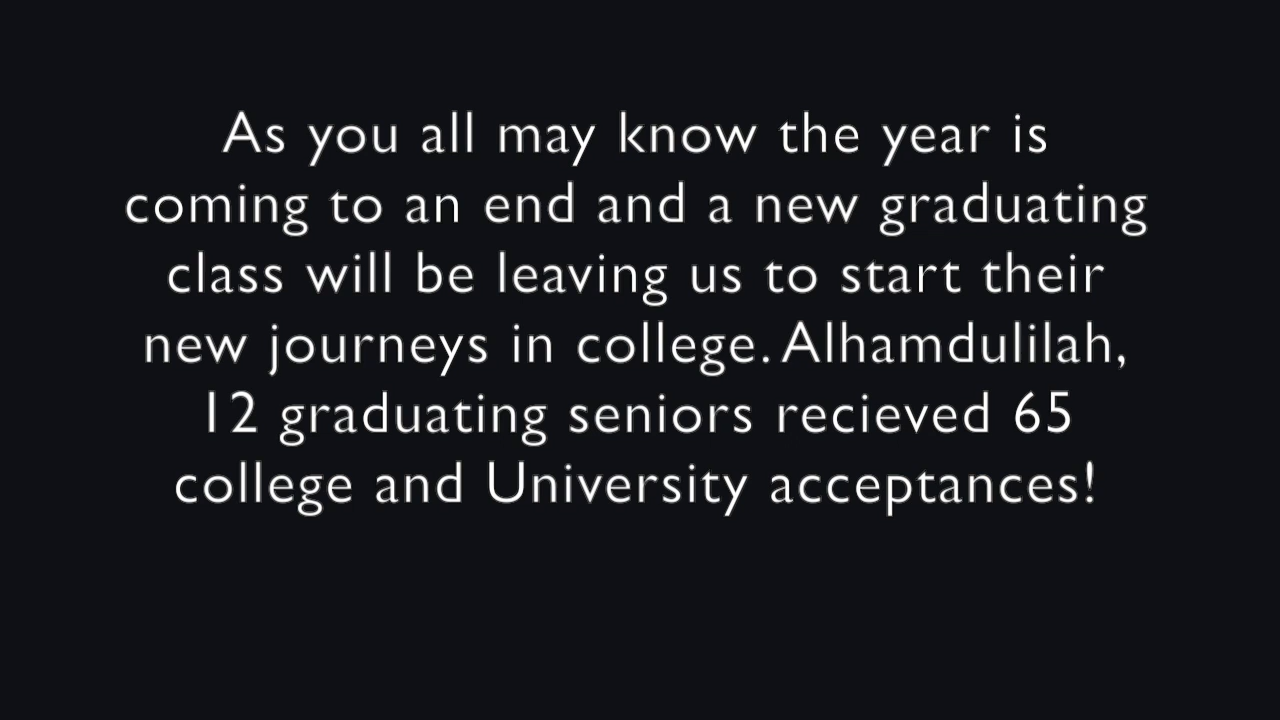 As you all may know the year is
coming to an end and a new graduating
class will be leaving us to start their
new journeys in college. Alhamdulilah,
12 graduating seniors recieved 65
college and University acceptances!